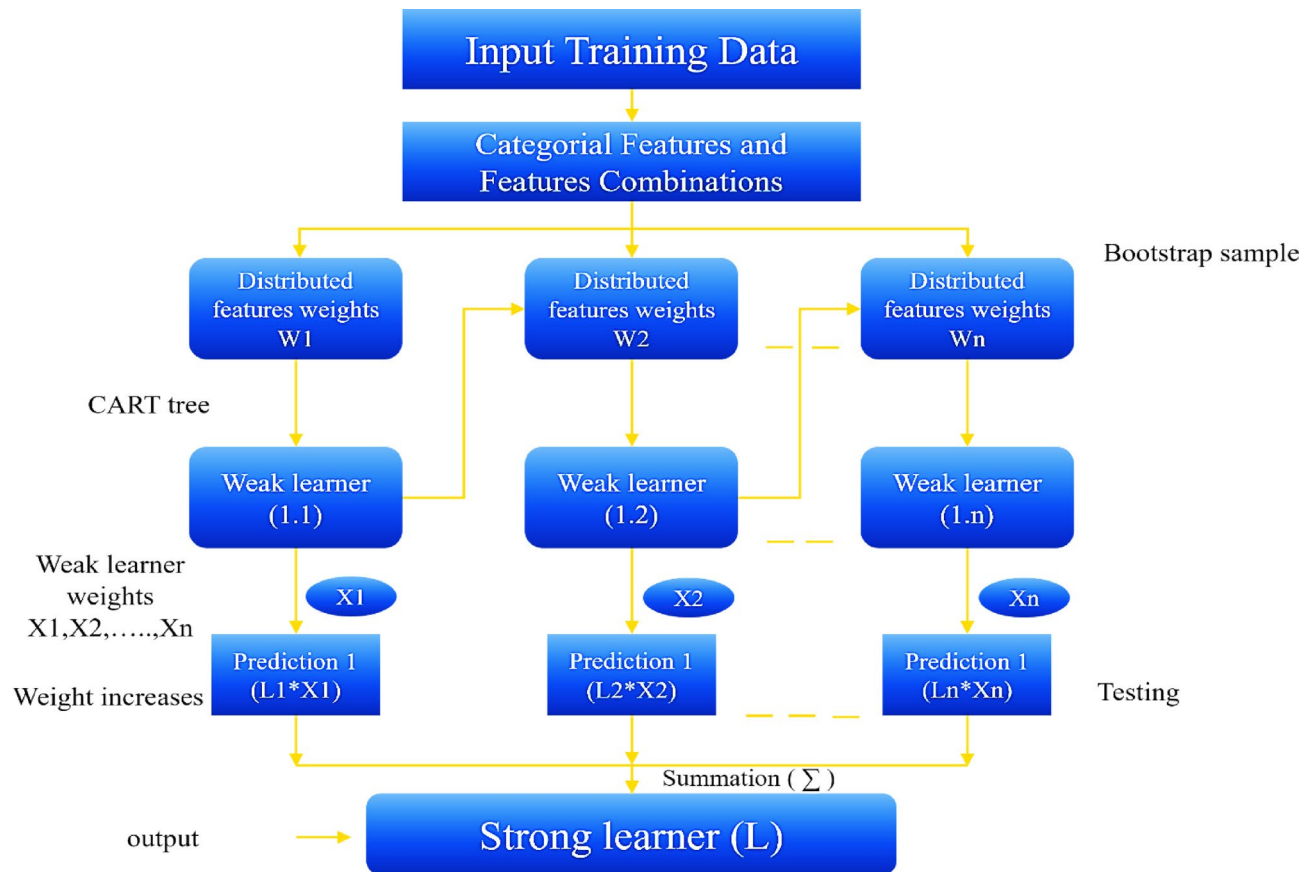 Input Training Data
Categorial Features and
Features Combinations
Bootstrap sample
Distributed
features weights
W1
Distributed
features weights
W2
Distributed
features weights
Wn
CART tree
Weak learner
(1.1)
Weak learner
(1.2)
Weak learner
(1.n)
Weak learner
weights
X1,X2,.....,Xn
X1
X2
Xn
Weight increases
Prediction 1
(L1*X1)
Prediction 1
(L2*X2)
Prediction 1
(Ln*Xn)
Testing
Summation ( ∑ )
output
Strong learner (L)